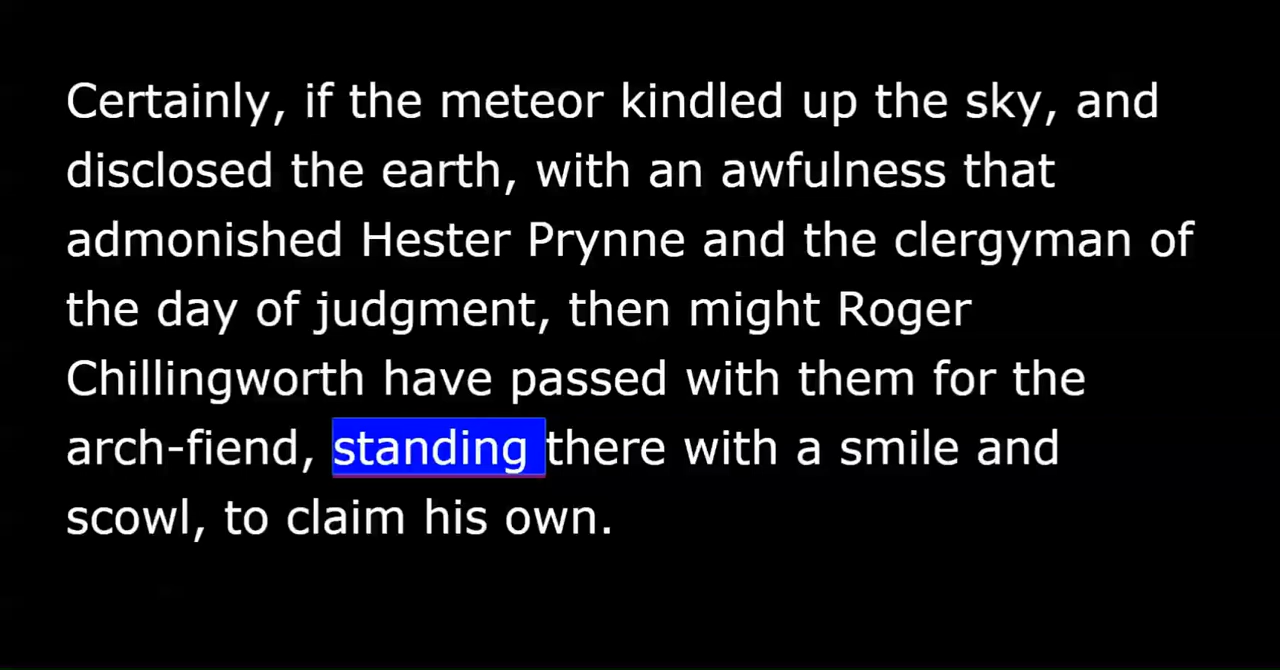 Certainly, if the meteor kindled up the sky, and
disclosed the earth, with an awfulness that
admonished Hester Prynne and the clergyman of
the day of judgment, then might Roger
Chillingworth have passed with them for the
arch-fiend, standing there with a smile and
scowl, to claim his own.